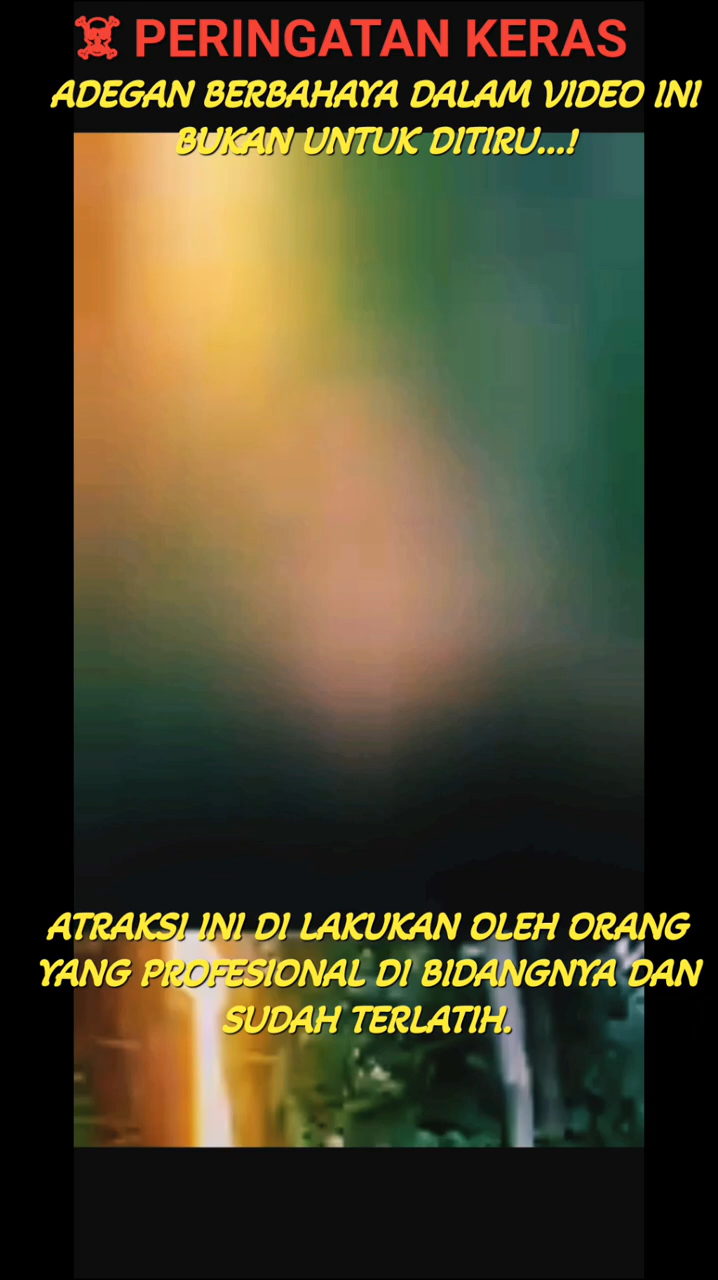 ☠ PERINGATAN KERAS
ADEGAN BERBAHAYA DALAM VIDEO INI
BUKAN UNTUK DITIRU...!
ATRAKSI INI DI LAKUKAN OLEH ORANG
YANG PROFESIONAL DI BIDANGNYA DAN
SUDAH TERLATIH.